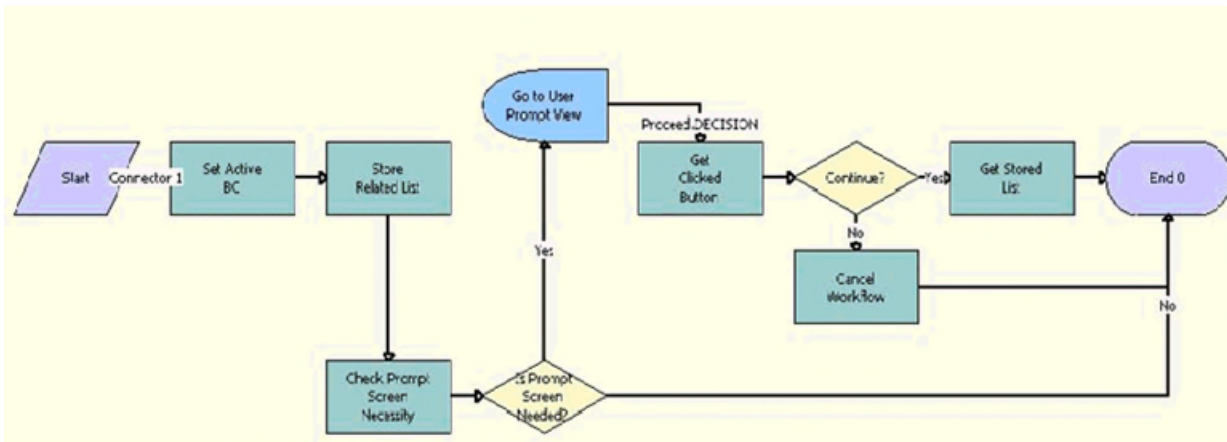 Start
Connector 1
Set Active
BC
Store
Related List
Go to User
Prompt View
Proceed.DECISION
Get
Clicked
Button
Continue?
Yes
Get Stored
List
End 0
No
Cancel
Workflow
No
Yes
Check Prompt
Screen
Necessity
Is Prompt
Screen
Needed?